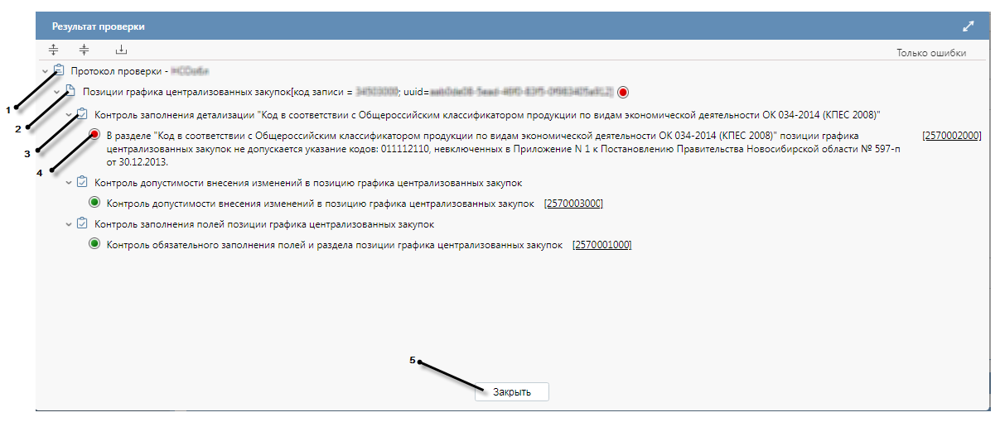 Результат проверки
Только ошибки
Протокол проверки -
1
Позиции графика централизованных закупок[код записи = ; uuid=
2
Контроль заполнения детализации "Код в соответствии с Общероссийским классификатором продукции по видам экономической деятельности ОК 034-2014 (КПЕС 2008)"
3
В разделе "Код в соответствии с Общероссийским классификатором продукции по видам экономической деятельности ОК 034-2014 (КПЕС 2008)" позиции графика [2570002000]
централизованных закупок не допускается указание кодов: 011112110, невключенных в Приложение N 1 к Постановлению Правительства Новосибирской области № 597-п
от 30.12.2013.
4
Контроль допустимости внесения изменений в позицию графика централизованных закупок
Контроль допустимости внесения изменений в позицию графика централизованных закупок [2570003000]
Контроль заполнения полей позиции графика централизованных закупок
Контроль обязательного заполнения полей и раздела позиции графика централизованных закупок [2570001000]
5
Закрыть